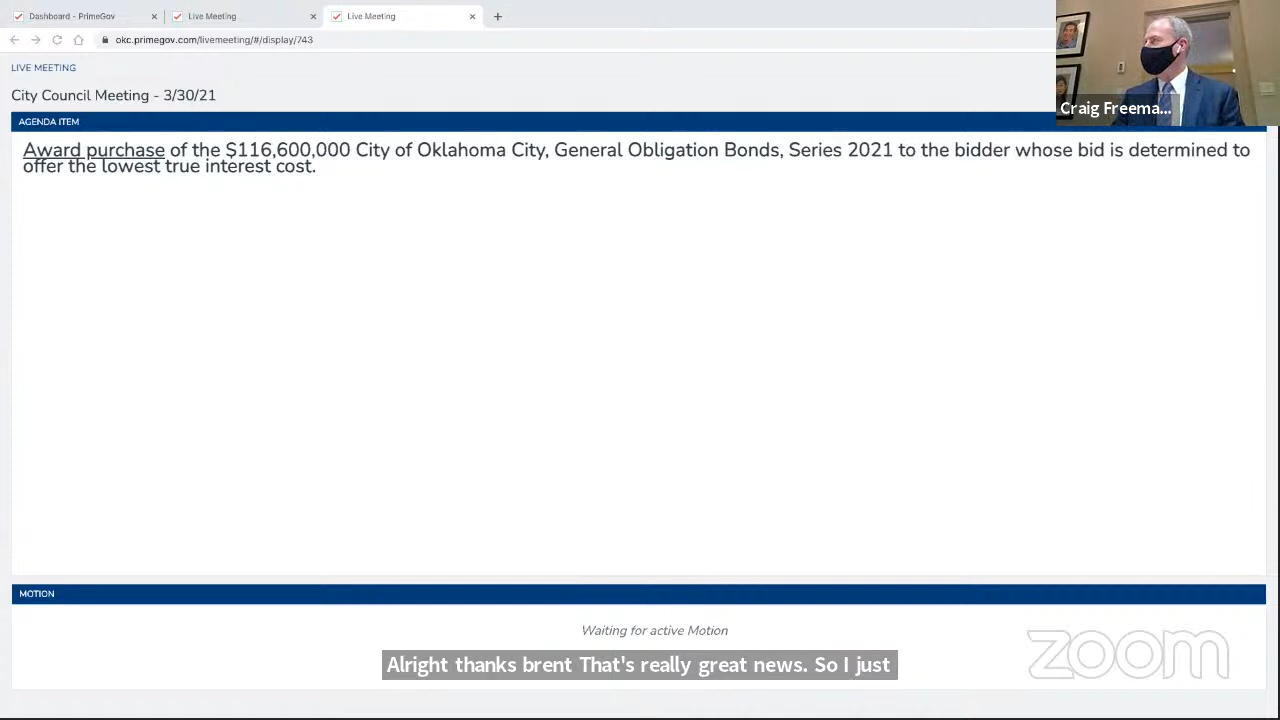 Dashboard - PrimeGov
Live Meeting
Live Meeting
okc.primegov.com/livemeeting/#/display/743
LIVE MEETING
City Council Meeting - 3/30/21
Craig Freema...
AGENDA ITEM
Award purchase of the $116,600,000 City of Oklahoma City, General Obligation Bonds, Series 2021 to the bidder whose bid is determined to
offer the lowest true interest cost.
MOTION
Waiting for active Motion
zoom
Alright thanks brent That's really great news. So I just